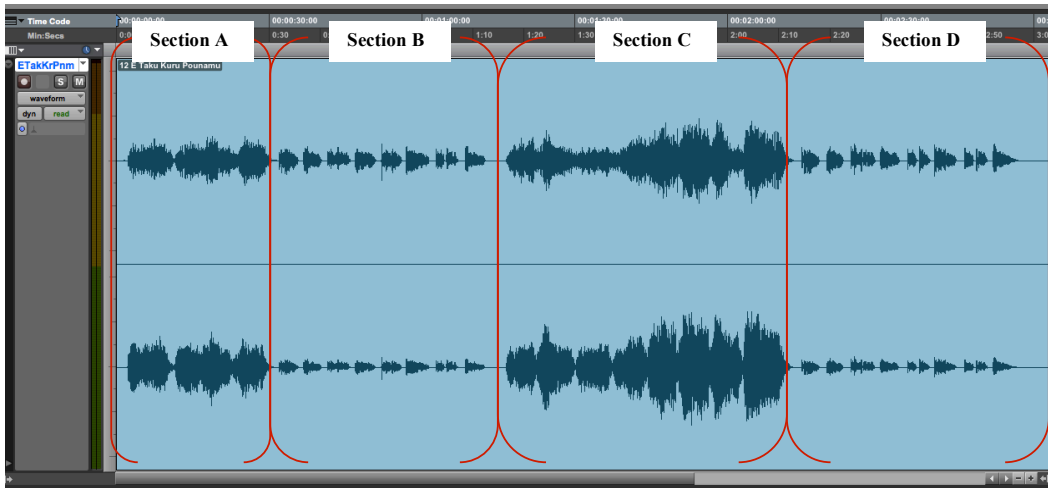 Time Code
00:00:00:00 00:00:30:00 00:01:00:00 00:01:30:00 00:02:00:00 00:02:30:00
Min:Secs 0:30 1:10 1:20 1:30 2:00 2:10 2:20 2:50
Section A Section B Section C Section D
ETakKrPnm
12 E Taku Kuru Pounamu
S M
waveform
dyn read